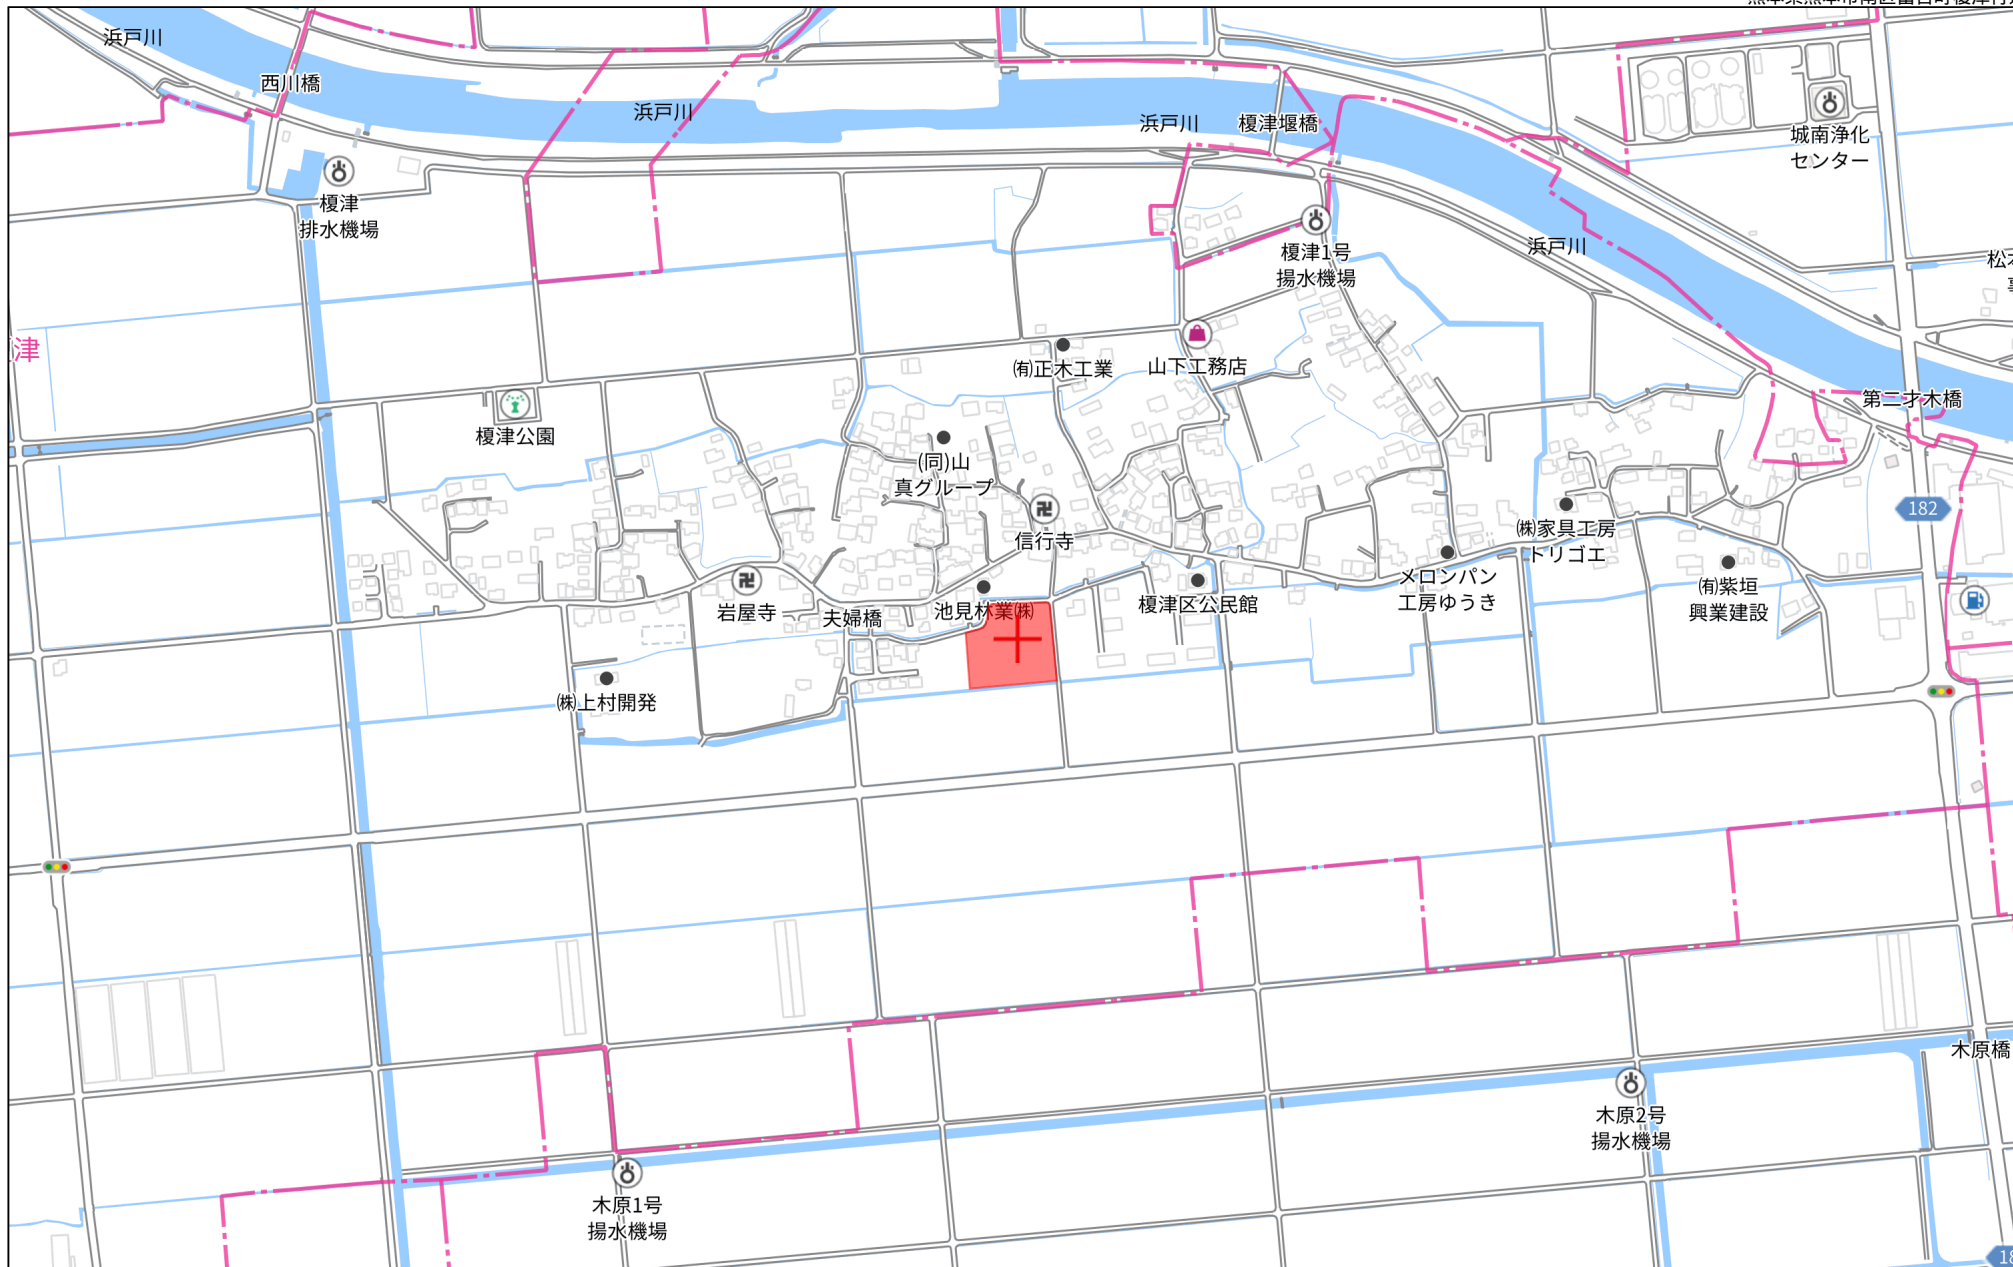 浜戸川
西川橋
浜戸川
浜戸川
榎津堰橋
城南浄化
センター
榎津
排水機場
榎津1号
揚水機場
浜戸川
津
㈲正木工業
山下工務店
第二才木橋
榎津公園
(同)山
真グループ
182
信行寺
㈱家具工房
トリゴエ
岩屋寺
夫婦橋
池見林業㈱
榎津区公民館
メロンパン
工房ゆうき
㈲紫垣
興業建設
㈱上村開発
木原橋
木原2号
揚水機場
木原1号
揚水機場